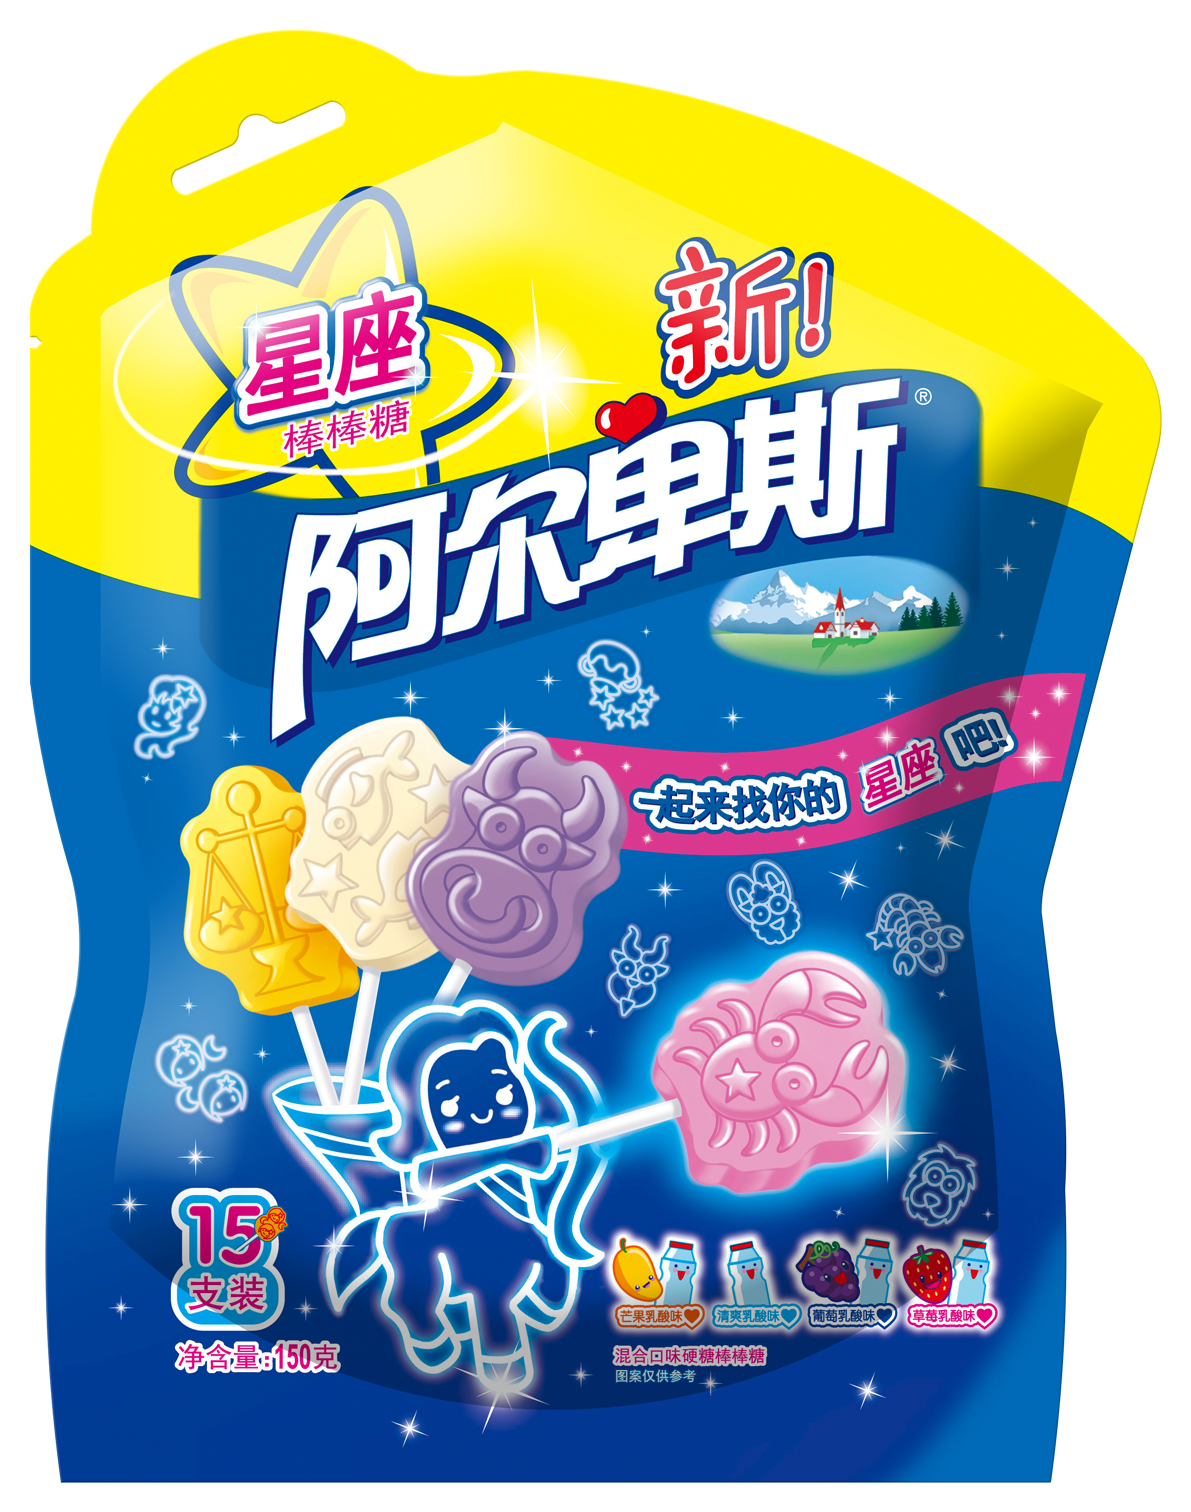 新!
星座
棒棒糖
阿尔卑斯®
一起来找你的星座吧!
15
支装
净含量:150克
芒果乳酸味
清爽乳酸味
葡萄乳酸味
草莓乳酸味
混合口味硬糖棒棒糖
图案仅供参考